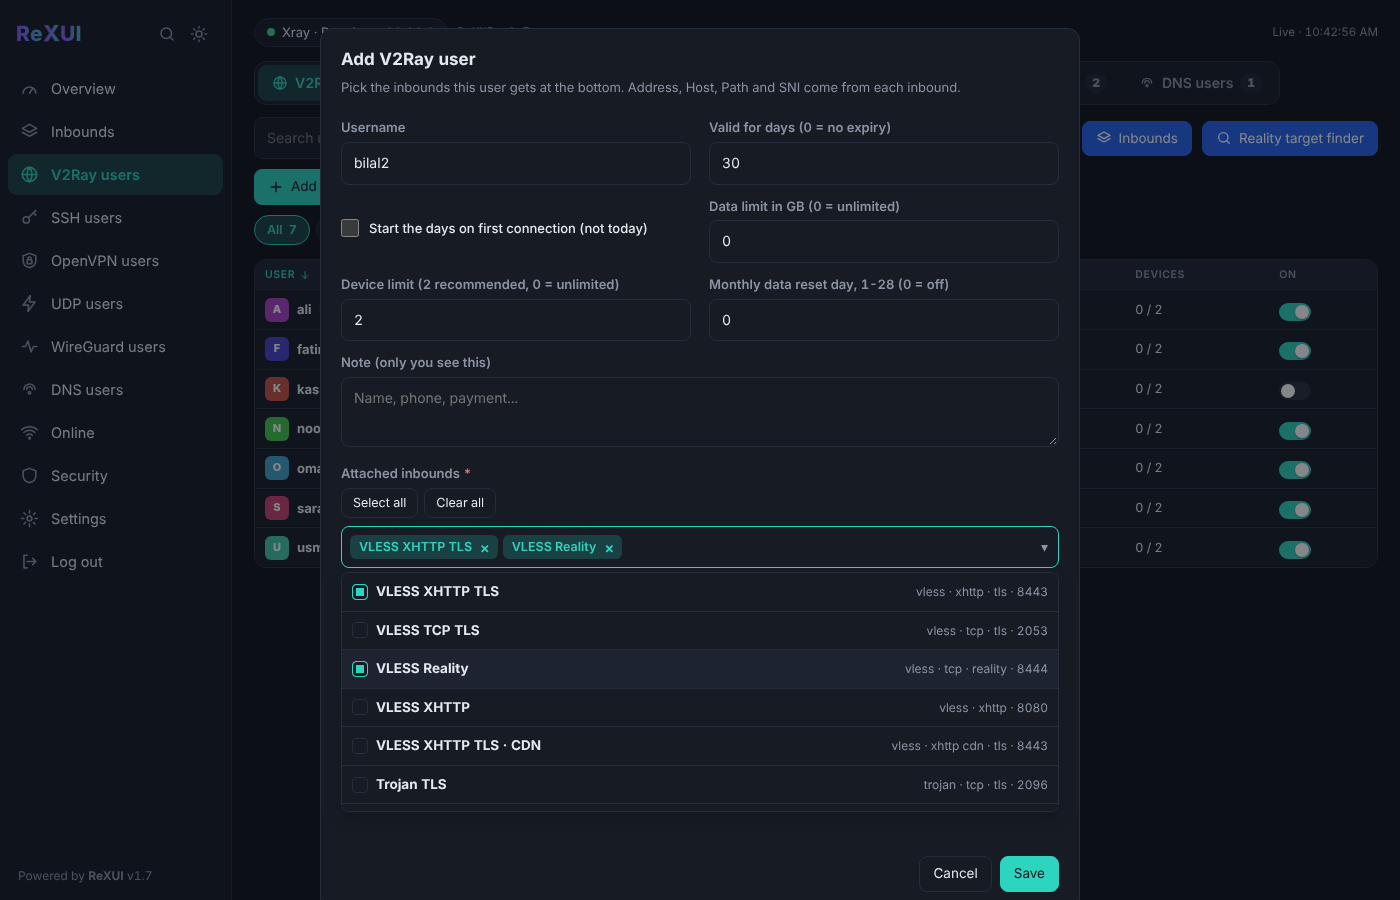 ReXUI
Overview
Inbounds
V2Ray users
SSH users
OpenVPN users
UDP users
WireGuard users
DNS users
Online
Security
Settings
Log out
Powered by ReXUI v1.7
Xray ·
Live · 10:42:56 AM
V2R
2
DNS users 1
Search
Inbounds
Reality target finder
Add
All 7
USER ↓
DEVICES
ON
A ali
0 / 2
F
0 / 2
K kas
0 / 2
N noo
0 / 2
O oma
0 / 2
S sara
0 / 2
U usm
0 / 2
Add V2Ray user
Pick the inbounds this user gets at the bottom. Address, Host, Path and SNI come from each inbound.
Username
Valid for days (0 = no expiry)
bilal2
30
Start the days on first connection (not today)
Data limit in GB (0 = unlimited)
0
Device limit (2 recommended, 0 = unlimited)
Monthly data reset day, 1-28 (0 = off)
2
0
Note (only you see this)
Name, phone, payment...
Attached inbounds *
Select all
Clear all
VLESS XHTTP TLS ×
VLESS Reality ×
VLESS XHTTP TLS
vless · xhttp · tls · 8443
VLESS TCP TLS
vless · tcp · tls · 2053
VLESS Reality
vless · tcp · reality · 8444
VLESS XHTTP
vless · xhttp · 8080
VLESS XHTTP TLS · CDN
vless · xhttp cdn · tls · 8443
Trojan TLS
trojan · tcp · tls · 2096
Cancel
Save